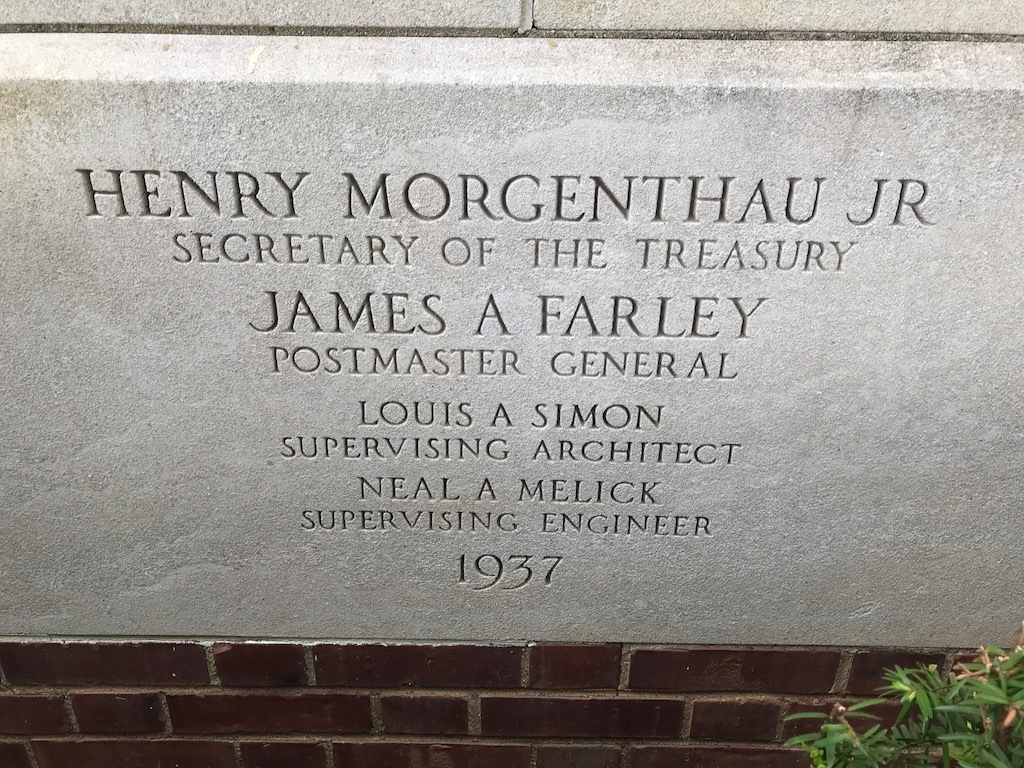 HENRY MORGENTHAU JR
SECRETARY OF THE TREASURY
JAMES A FARLEY
POSTMASTER GENERAL
LOUIS A SIMON
SUPERVISING ARCHITECT
NEAL A MELICK
SUPERVISING ENGINEER
1937